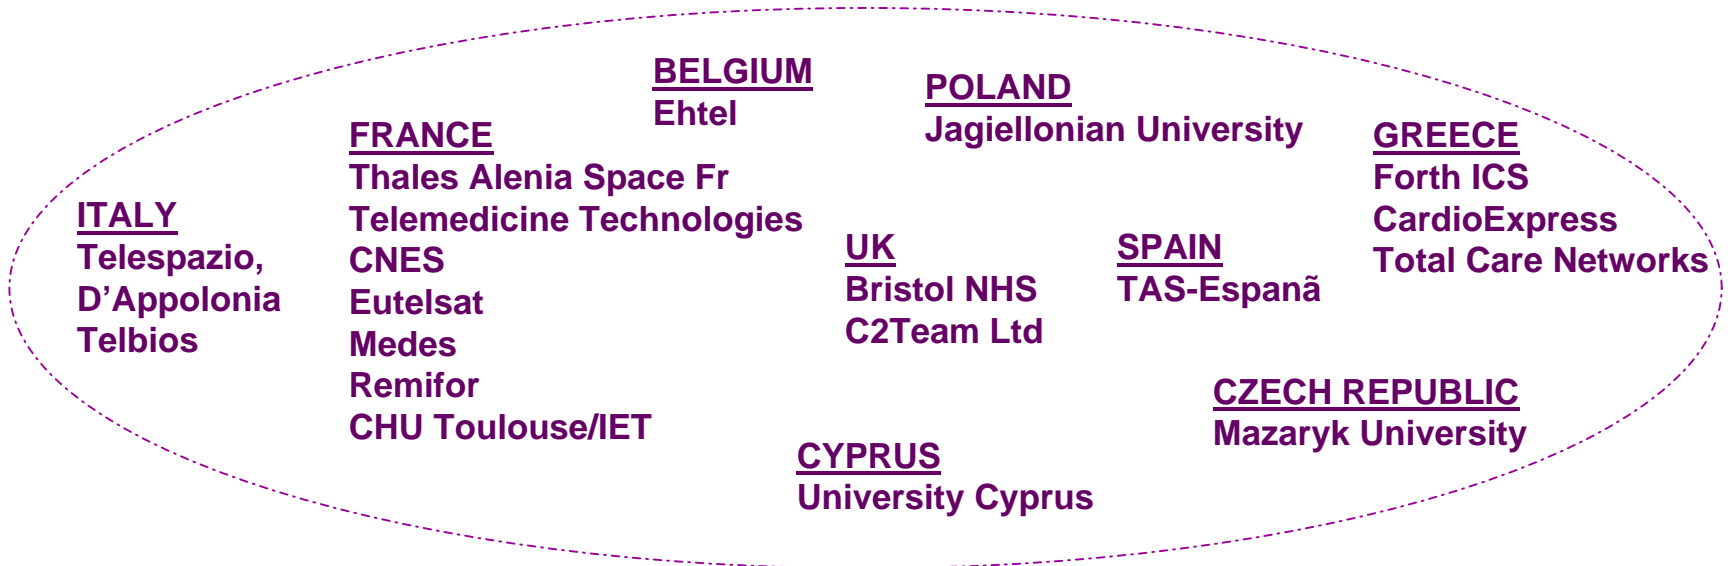 BELGIUM
Ehtel
POLAND
Jagiellonian University
FRANCE
Thales Alenia Space Fr
Telemedicine Technologies
CNES
Eutelsat
Medes
Remifor
CHU Toulouse/IET
GREECE
Forth ICS
CardioExpress
Total Care Networks
ITALY
Telespazio,
D’Appolonia
Telbios
UK
Bristol NHS
C2Team Ltd
SPAIN
TAS-Espanã
CZECH REPUBLIC
Mazaryk University
CYPRUS
University Cyprus